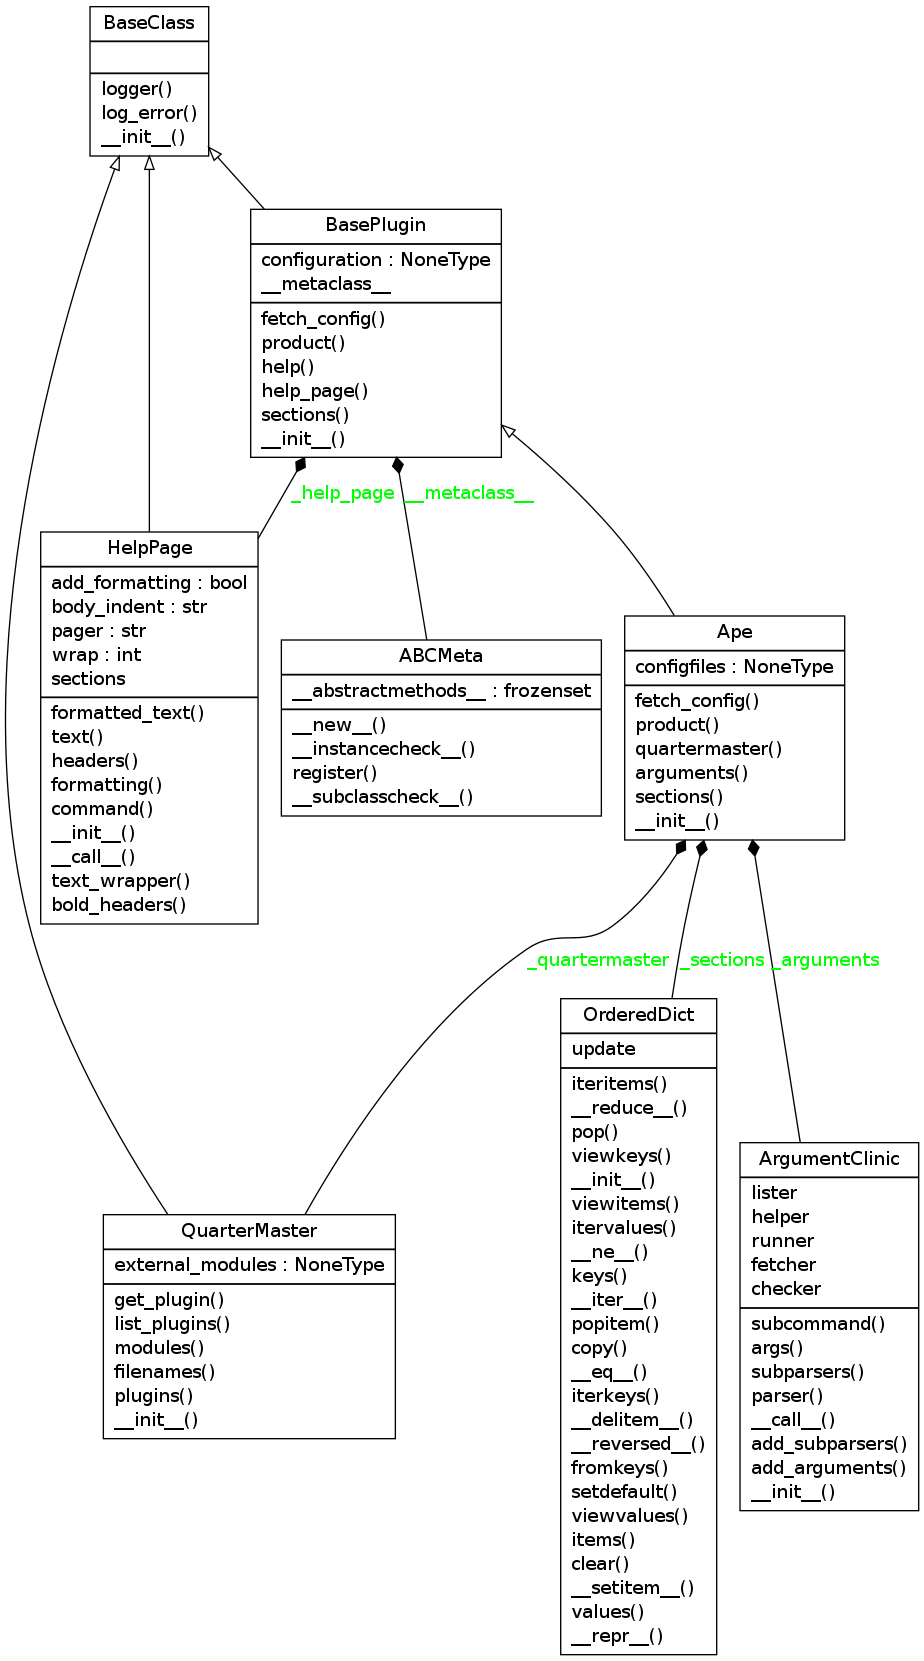 BaseClass
logger()
log_error()
__init__()
BasePlugin
configuration : NoneType
__metaclass__
fetch_config()
product()
help()
help_page()
sections()
__init__()
_help_page
__metaclass__
HelpPage
add_formatting : bool
body_indent : str
pager : str
wrap : int
sections
formatted_text()
text()
headers()
formatting()
command()
__init__()
__call__()
text_wrapper()
bold_headers()
ABCMeta
__abstractmethods__ : frozenset
__new__()
__instancecheck__()
register()
__subclasscheck__()
Ape
configfiles : NoneType
fetch_config()
product()
quartermaster()
arguments()
sections()
__init__()
_quartermaster
_sections
_arguments
QuarterMaster
external_modules : NoneType
get_plugin()
list_plugins()
modules()
filenames()
plugins()
__init__()
OrderedDict
update
iteritems()
__reduce__()
pop()
viewkeys()
__init__()
viewitems()
itervalues()
__ne__()
keys()
__iter__()
popitem()
copy()
__eq__()
iterkeys()
__delitem__()
__reversed__()
fromkeys()
setdefault()
viewvalues()
items()
clear()
__setitem__()
values()
__repr__()
ArgumentClinic
lister
helper
runner
fetcher
checker
subcommand()
args()
subparsers()
parser()
__call__()
add_subparsers()
add_arguments()
__init__()